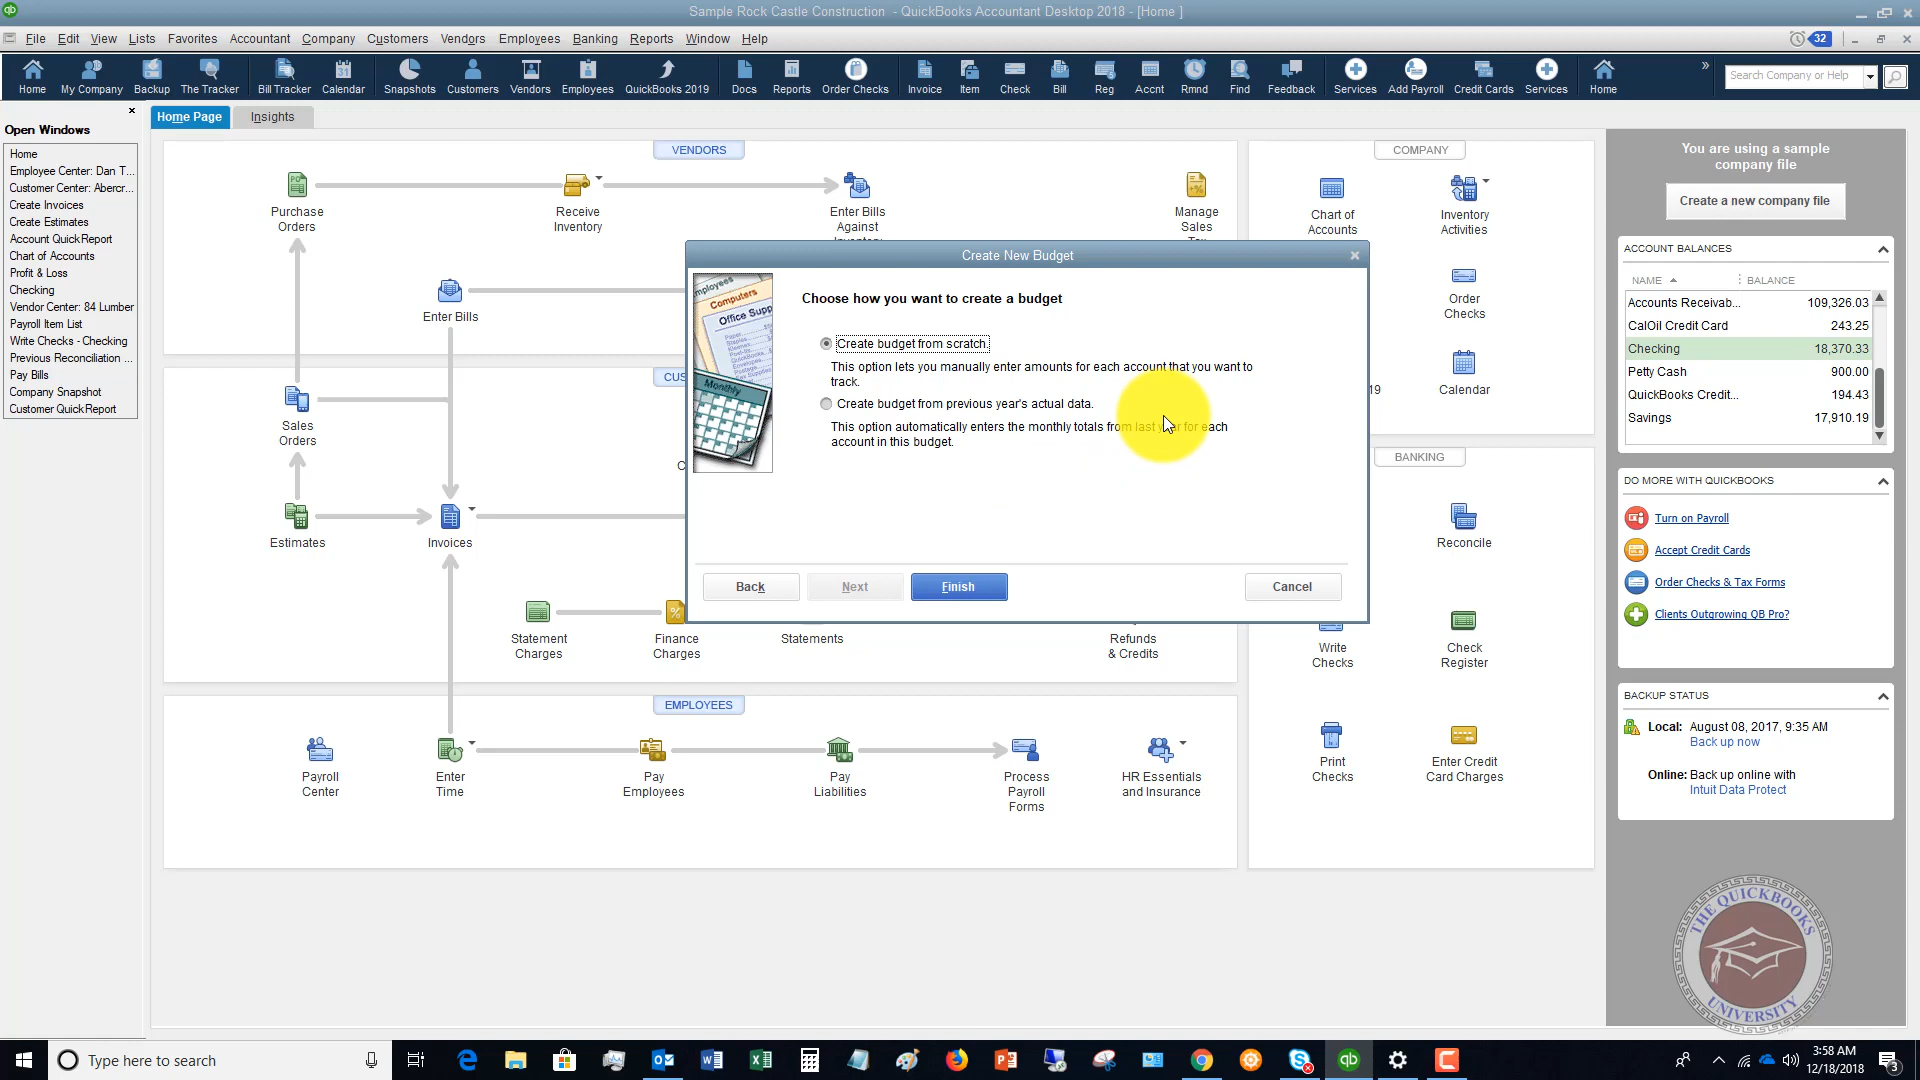 Sample Rock Castle Construction - QuickBooks Accountant Desktop 2018 - [Home ]
File Edit View Lists Favorites Accountant Company Customers Vendors Employees Banking Reports Window Help
32
Home My Company Backup The Tracker Bill Tracker Calendar Snapshots Customers Vendors Employees QuickBooks 2019 Docs Reports Order Checks Invoice Item Check Bill Reg Accnt Rmnd Find Feedback Services Add Payroll Credit Cards Services Home
Search Company or Help
Open Windows
Home
Employee Center: Dan T...
Customer Center: Abercr...
Create Invoices
Create Estimates
Account QuickReport
Chart of Accounts
Profit & Loss
Checking
Vendor Center: 84 Lumber
Payroll Item List
Write Checks - Checking
Previous Reconciliation ...
Pay Bills
Company Snapshot
Customer QuickReport
Home Page Insights
VENDORS
Purchase
Orders
Receive
Inventory
Enter Bills
Against
Manage
Sales
Enter Bills
CUS
Sales
Orders
Estimates
Invoices
Statement
Charges
Finance
Charges
Statements
Refunds
& Credits
EMPLOYEES
Payroll
Center
Enter
Time
Pay
Employees
Pay
Liabilities
Process
Payroll
Forms
HR Essentials
and Insurance
Create New Budget
Employees
Computers
Office Supp
Monthly
Choose how you want to create a budget
Create budget from scratch.
This option lets you manually enter amounts for each account that you want to
track.
Create budget from previous year's actual data.
This option automatically enters the monthly totals from last year for each
account in this budget.
Back Next Finish Cancel
COMPANY
Chart of
Accounts
Inventory
Activities
Order
Checks
19
Calendar
BANKING
Reconcile
Write
Checks
Check
Register
Print
Checks
Enter Credit
Card Charges
You are using a sample
company file
Create a new company file
ACCOUNT BALANCES
NAME BALANCE
Accounts Receivab... 109,326.03
CalOil Credit Card 243.25
Checking 18,370.33
Petty Cash 900.00
QuickBooks Credit... 194.43
Savings 17,910.19
DO MORE WITH QUICKBOOKS
Turn on Payroll
Accept Credit Cards
Order Checks & Tax Forms
Clients Outgrowing QB Pro?
BACKUP STATUS
Local: August 08, 2017, 9:35 AM
Back up now
Online: Back up online with
Intuit Data Protect
THE QUICKBOOKS
UNIVERSITY
Type here to search
3:58 AM
12/18/2018
3